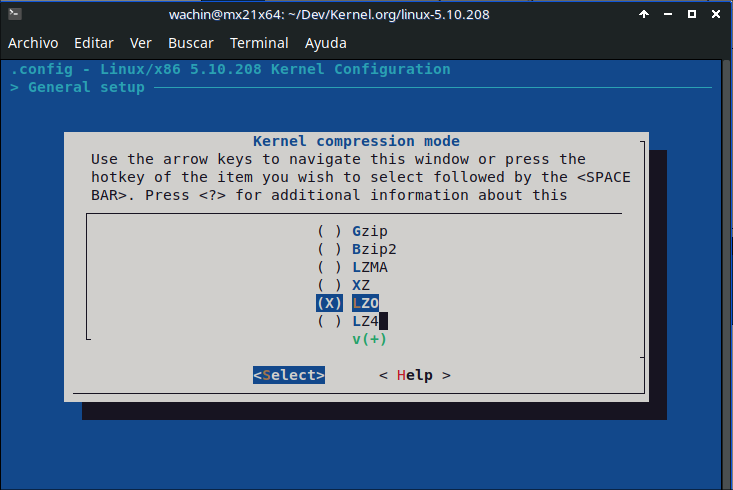 wachin@mx21x64: ~/Dev/Kernel.org/linux-5.10.208
Archivo Editar Ver Buscar Terminal Ayuda
.config - Linux/x86 5.10.208 Kernel Configuration
> General setup
Kernel compression mode
Use the arrow keys to navigate this window or press the
hotkey of the item you wish to select followed by the <SPACE
BAR>. Press <?> for additional information about this
( ) Gzip
( ) Bzip2
( ) LZMA
( ) XZ
(X) LZO
( ) LZ4
v(+)
<Select> < Help >